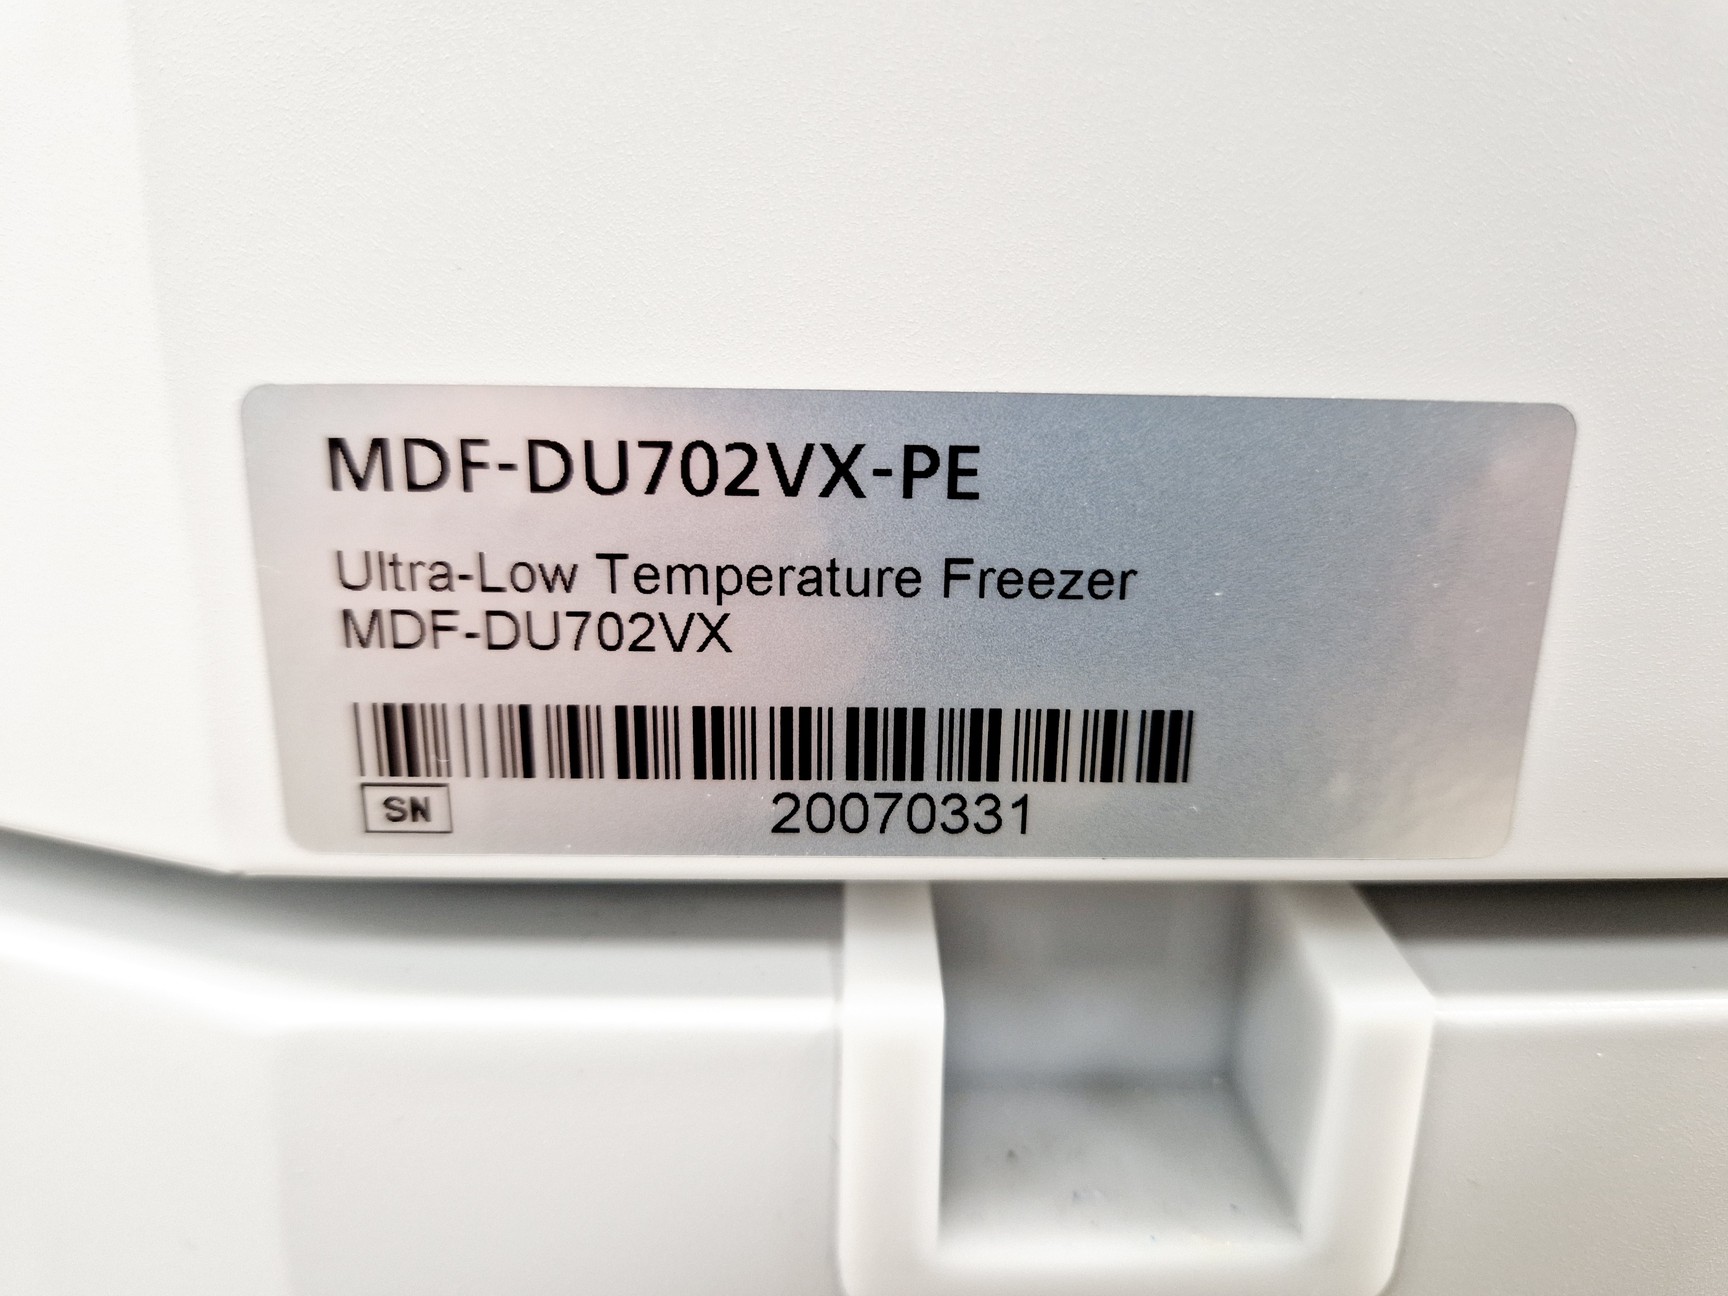 MDF-DU702VX-PE
Ultra-Low Temperature Freezer
MDF-DU702VX
SN 20070331